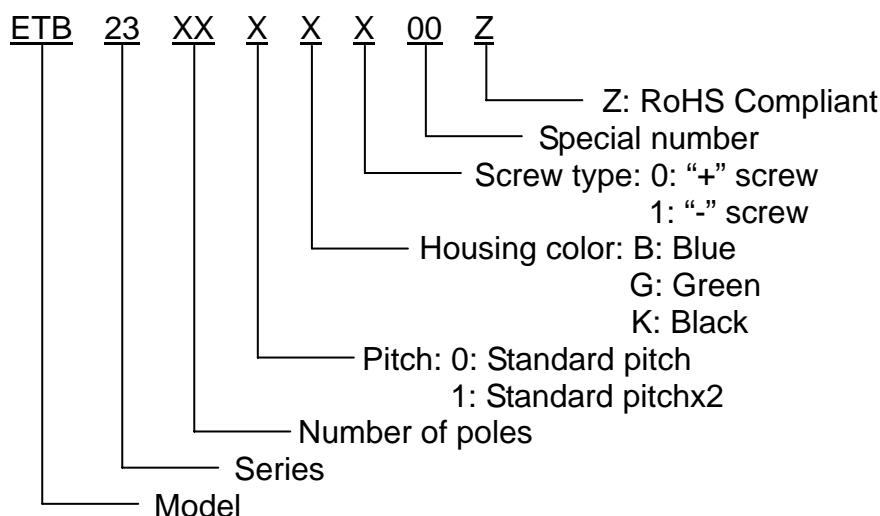 ETB 23 XX X X X 00 Z
Z: RoHS Compliant
Special number
Screw type: 0: “+” screw
1: “-” screw
Housing color: B: Blue
G: Green
K: Black
Pitch: 0: Standard pitch
1: Standard pitchx2
Number of poles
Series
Model